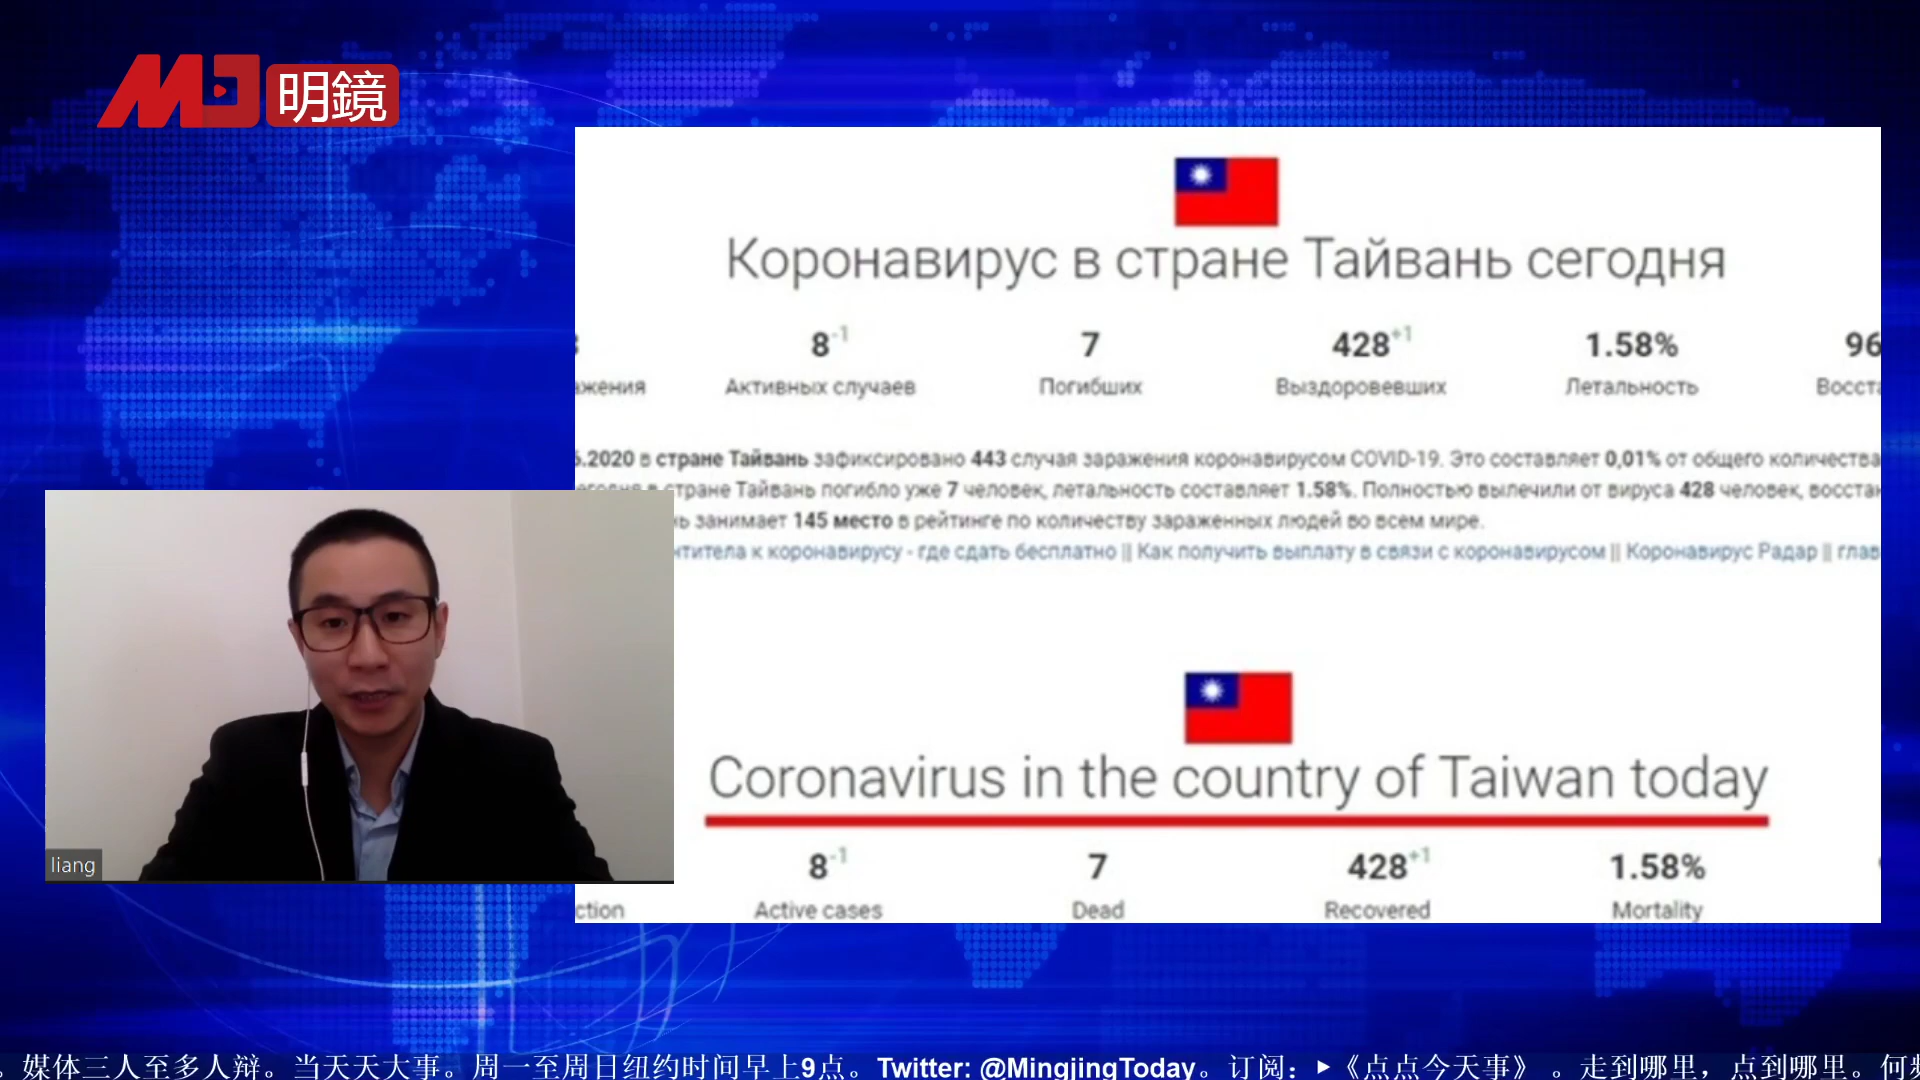 MJ 明鏡
Коронавирус в стране Тайвань сегодня
8 -1 7 428 +1 1.58% 96
Активных случаев Погибших Выздоровевших Летальность
.2020 в стране Тайвань зафиксировано 443 случая заражения коронавирусом COVID-19. Это составляет 0,01% от общего количества
в стране Тайвань погибло уже 7 человек, летальность составляет 1.58%. Полностью вылечили от вируса 428 человек,
занимает 145 место в рейтинге по количеству зараженных людей во всем мире.
к коронавирусу - где сдать бесплатно || Как получить выплату в связи с коронавирусом || Коронавирус Радар ||
Coronavirus in the country of Taiwan today
8 -1 7 428 +1 1.58%
Active cases Dead Recovered Mortality
liang
。媒体三人至多人辩。当天天大事。周一至周日纽约时间早上9点。Twitter: @MingjingToday。订阅：▶《点点今天事》 。走到哪里，点到哪里。何